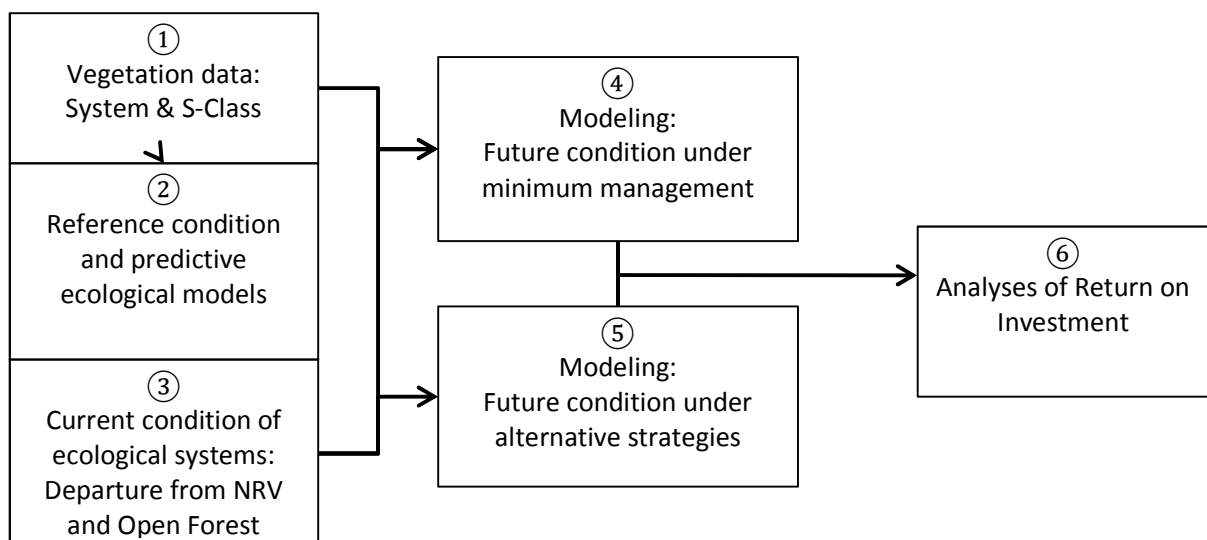 ①
Vegetation data:
System & S-Class
②
Reference condition
and predictive
ecological models
③
Current condition of
ecological systems:
Departure from NRV
and Open Forest
④
Modeling:
Future condition under
minimum management
⑤
Modeling:
Future condition under
alternative strategies
⑥
Analyses of Return on
Investment